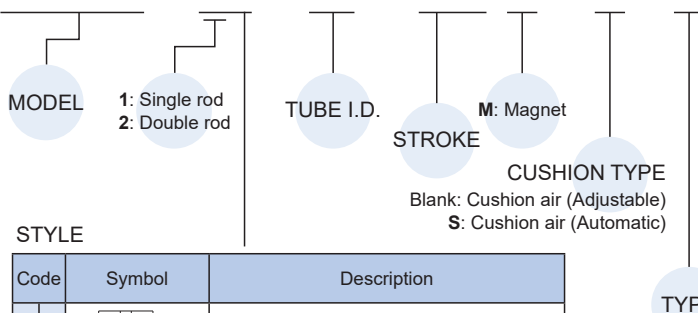 MODEL
1: Single rod
2: Double rod
TUBE I.D.
STROKE
M: Magnet
CUSHION TYPE
Blank: Cushion air (Adjustable)
S: Cushion air (Automatic)
STYLE
Code Symbol Description